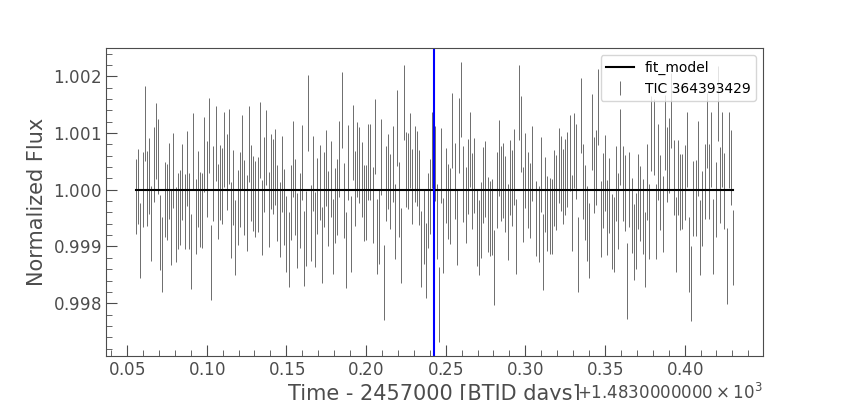 fit_model
TIC 364393429
1.002
1.001
1.000
0.999
0.998
Normalized Flux
0.05 0.10 0.15 0.20 0.25 0.30 0.35 0.40
Time - 2457000 [BTJD days]
+1.4830000000 × 10³